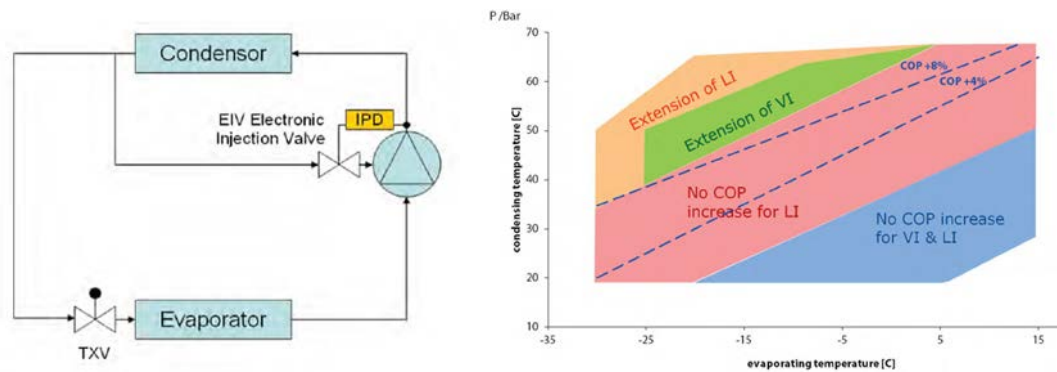 Condensor
EIV Electronic
Injection Valve
IPD
TXV
Evaporator
P /Bar
condensing temperature [C]
70
60
50
40
30
20
10
-35
-25
-15
-5
5
15
evaporating temperature [C]
Extension of LI
Extension of VI
COP +8%
COP +4%
No COP
increase for LI
No COP increase
for VI & LI